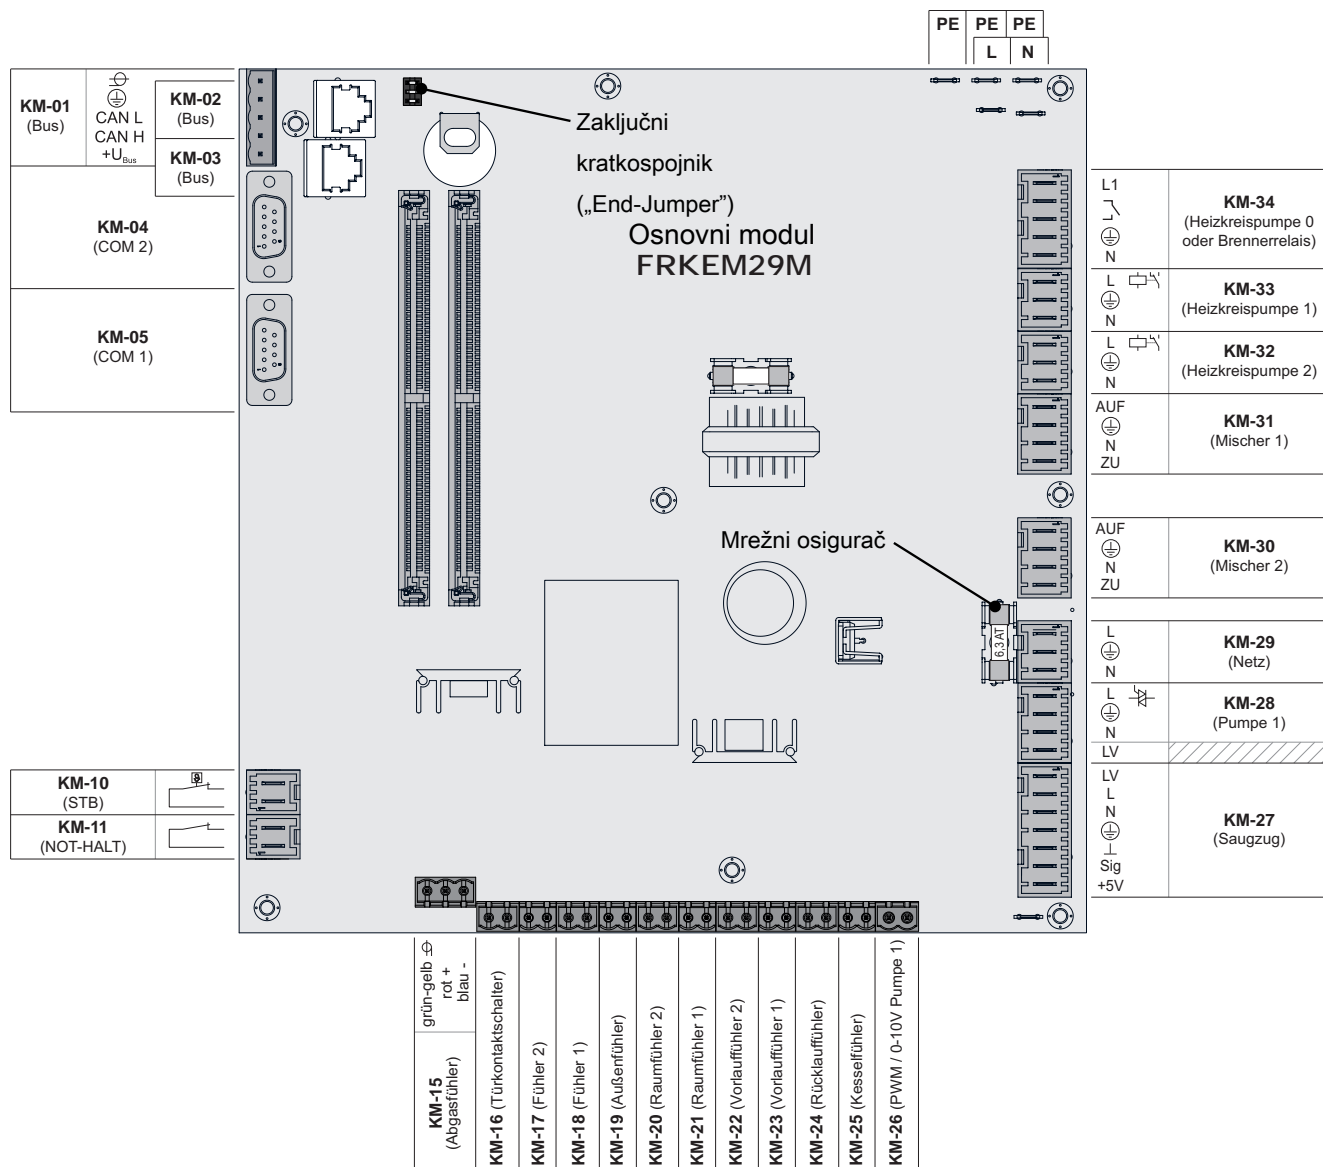 PE PE PE
L N
KM-01
(Bus)
CAN L
CAN H
+U Bus
KM-02
(Bus)
KM-03
(Bus)
KM-04
(COM 2)
KM-05
(COM 1)
Zaključni
kratkospojnik
(„End-Jumper”)
Osnovni modul
FRKEM29M
L1
N
KM-34
(Heizkreispumpe 0
oder Brennerrelais)
L
N
KM-33
(Heizkreispumpe 1)
L
N
KM-32
(Heizkreispumpe 2)
AUF
N
ZU
KM-31
(Mischer 1)
Mrežni osigurač
6,3 AT
AUF
N
ZU
KM-30
(Mischer 2)
L
N
KM-29
(Netz)
L
N
LV
KM-28
(Pumpe 1)
LV
L
N
Sig
+5V
KM-27
(Saugzug)
KM-10
(STB)
KM-11
(NOT-HALT)
grün-gelb
rot +
blau -
KM-15
(Abgasfühler)
KM-16 (Türkontaktschalter)
KM-17 (Fühler 2)
KM-18 (Fühler 1)
KM-19 (Außenfühler)
KM-20 (Raumfühler 2)
KM-21 (Raumfühler 1)
KM-22 (Vorlauffühler 2)
KM-23 (Vorlauffühler 1)
KM-24 (Rücklauffühler)
KM-25 (Kesselfühler)
KM-26 (PWM / 0-10V Pumpe 1)